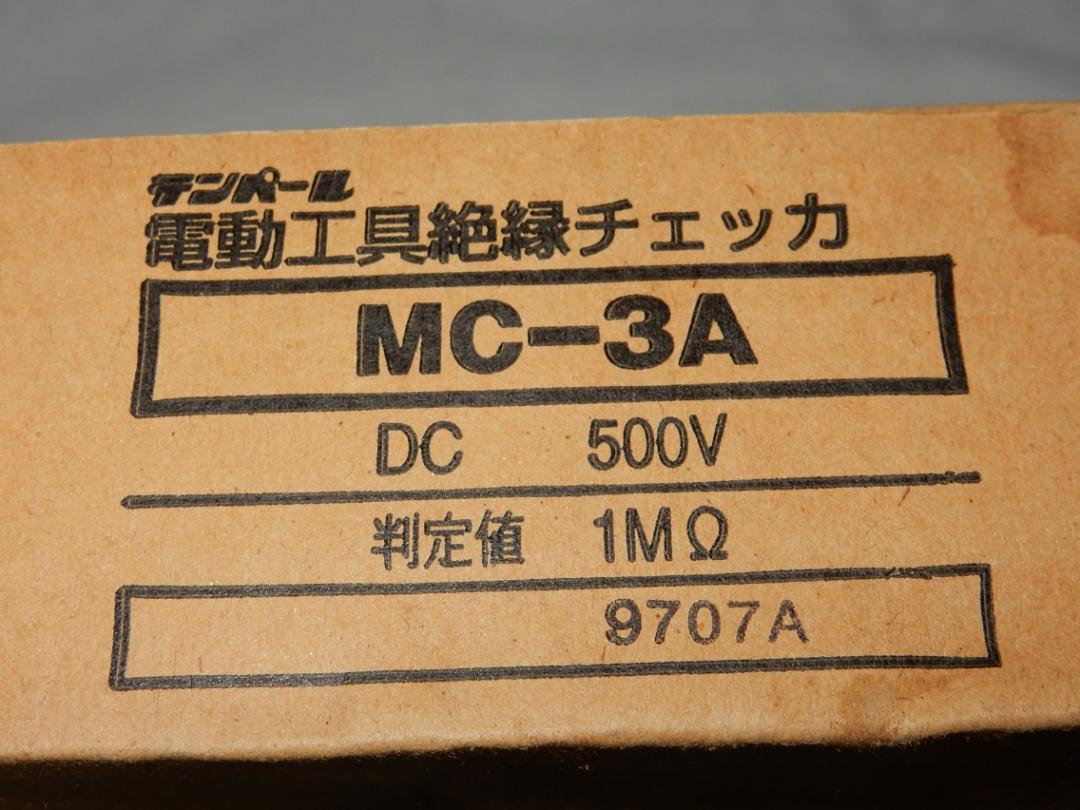 テンパール
電動工具絶縁チェッカ
MC-3A
DC 500V
判定値 1MΩ
9707A